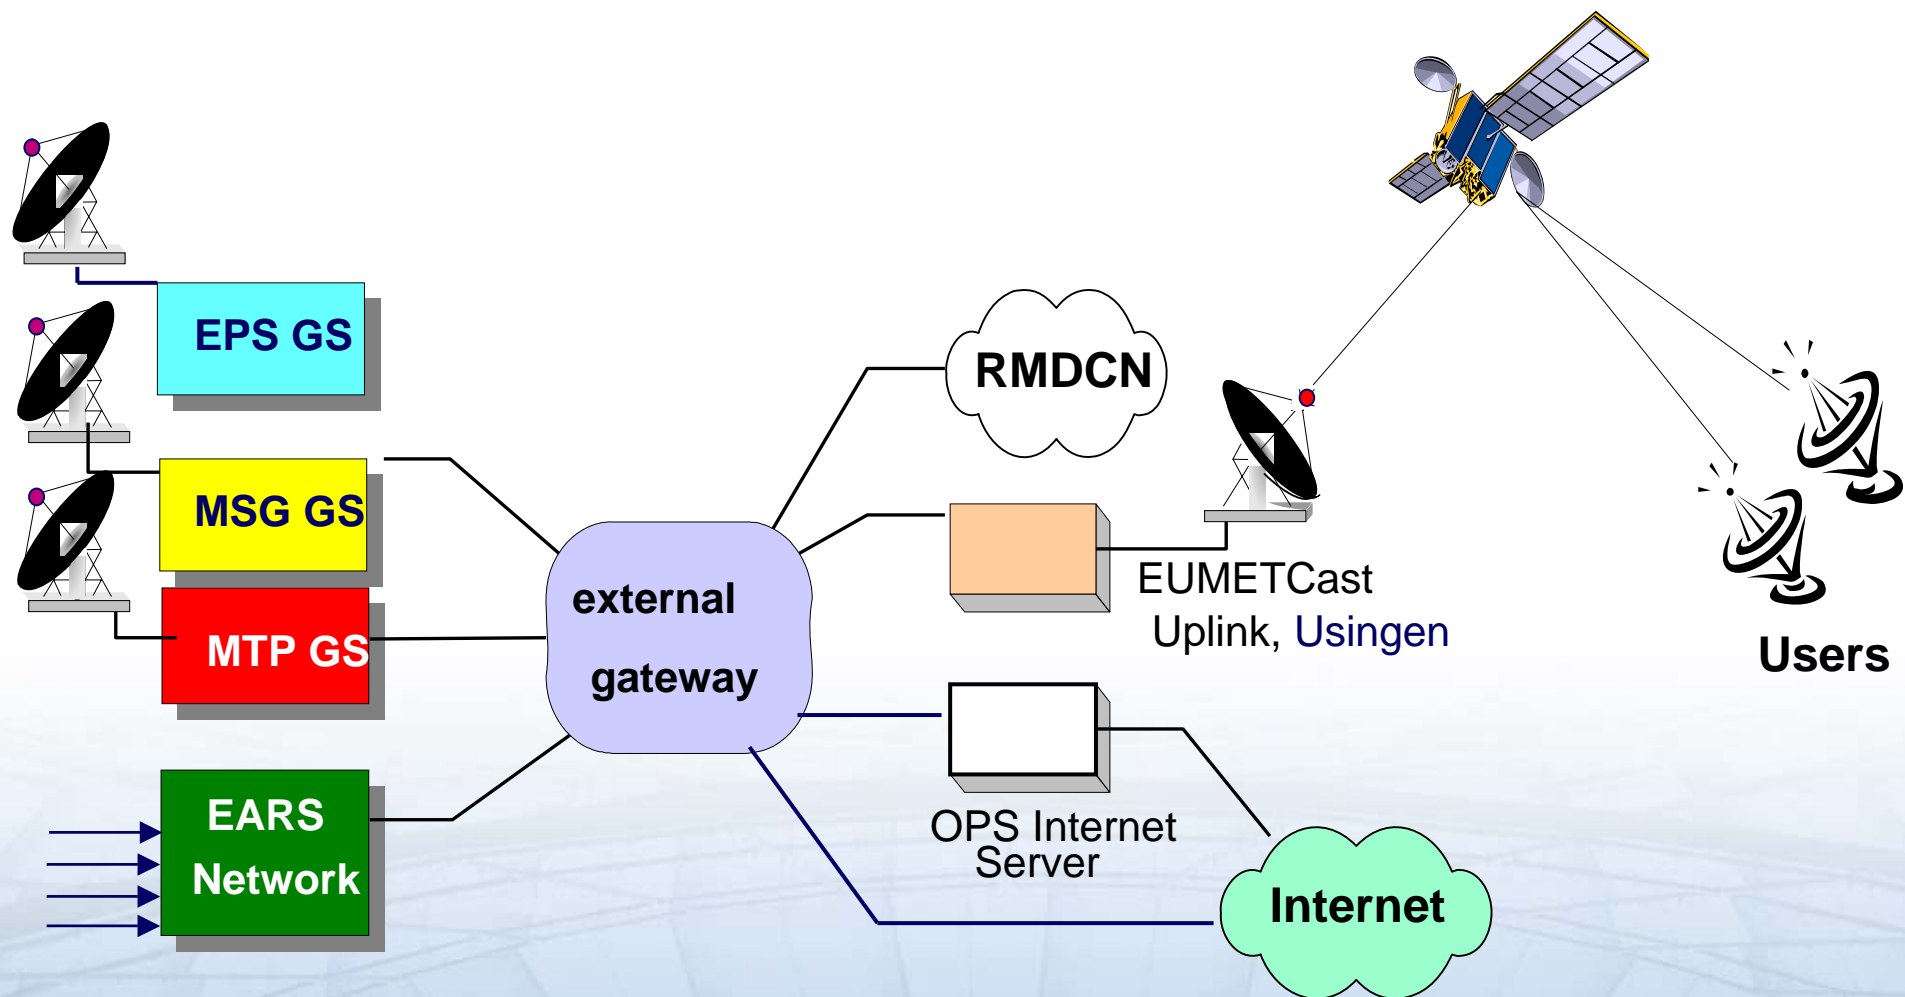 EPS GS
MSG GS
MTP GS
EARS
Network
external
gateway
RMDCN
EUMETCast
Uplink, Usingen
OPS Internet
Server
Internet
Users